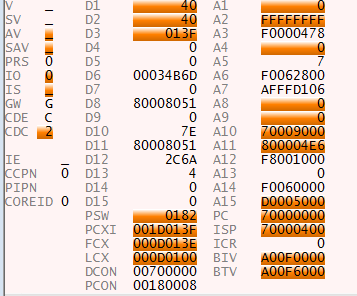 V _ D1 40 A1 0
SV _ D2 40 A2 FFFFFFFF
AV _ D3 013F A3 F0000478
SAV _ D4 0 A4 0
PRS 0 D5 0 A5 7
IO 0 D6 00034B6D A6 F0062800
IS _ D7 0 A7 AFFFD106
GW G D8 80008051 A8 0
CDE C D9 0 A9 0
CDC 2 D10 7E A10 70009000
D11 80008051 A11 800004E6
IE _ D12 2C6A A12 F8001000
CCPN 0 D13 4 A13 0
PIPN D14 0 A14 F0060000
COREID 0 D15 0 A15 D0005000
PSW 0182 PC 70000000
PCXI 001D013F ISP 70000400
FCX 000D013E ICR 0
LCX 000D0100 BIV A00F0000
DCON 00700000 BTV A00F6000
PCON 00180008